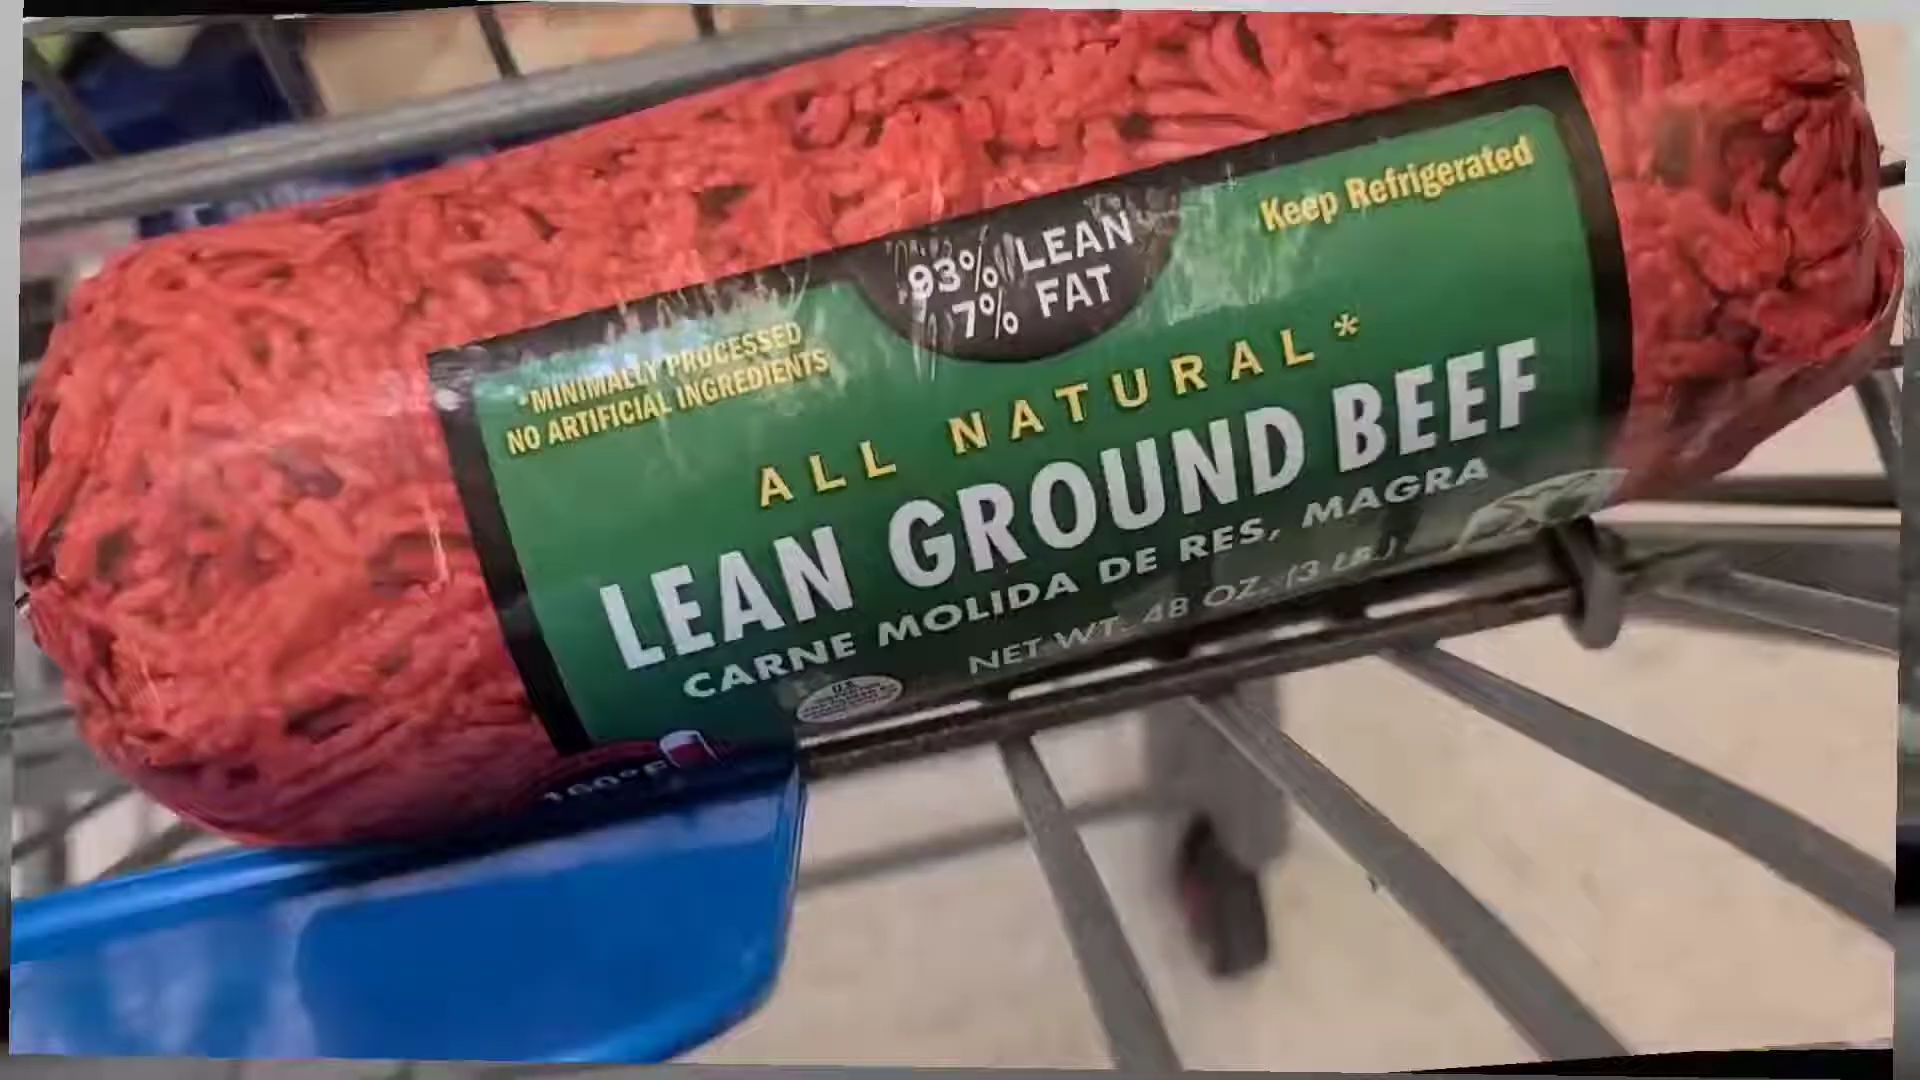 93% LEAN
7% FAT
Keep Refrigerated
*MINIMALLY PROCESSED
NO ARTIFICIAL INGREDIENTS
ALL NATURAL*
LEAN GROUND BEEF
CARNE MOLIDA DE RES, MAGRA
NET WT. 48 OZ. (3 LB.)
U.S.
160°F